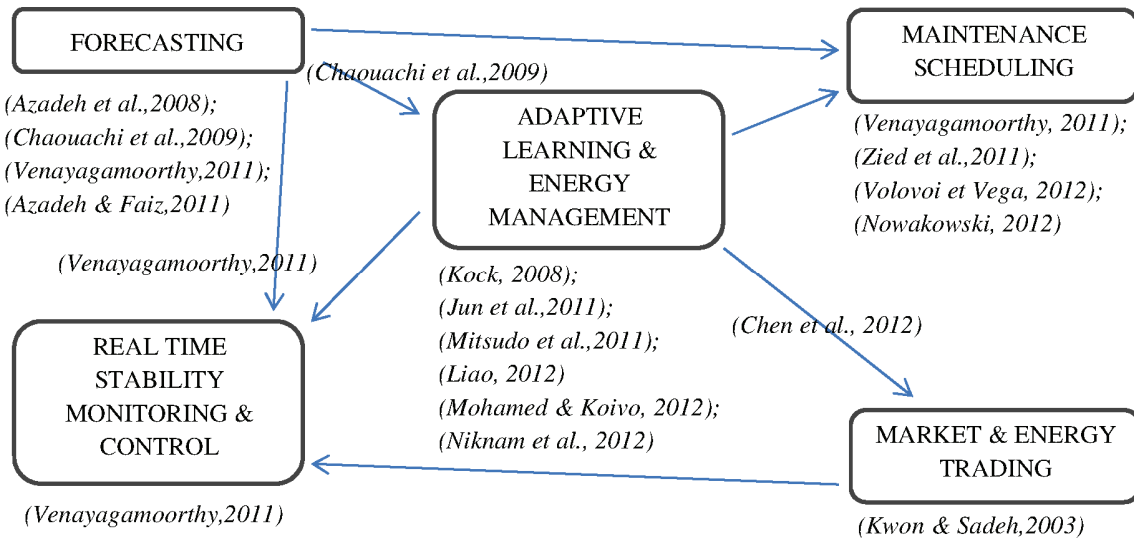 FORECASTING
(Azadeh et al.,2008);
(Chaouachi et al.,2009);
(Venayagamoorthy,2011);
(Azadeh & Faiz,2011)
(Chaouachi et al.,2009)
MAINTENANCE
SCHEDULING
(Venayagamoorthy, 2011);
(Zied et al.,2011);
(Volovoi et Vega, 2012);
(Nowakowski, 2012)
ADAPTIVE
LEARNING &
ENERGY
MANAGEMENT
(Kock, 2008);
(Jun et al.,2011);
(Mitsudo et al.,2011);
(Liao, 2012)
(Mohamed & Koivo, 2012);
(Niknam et al., 2012)
(Venayagamoorthy,2011)
REAL TIME
STABILITY
MONITORING &
CONTROL
(Venayagamoorthy,2011)
(Chen et al., 2012)
MARKET & ENERGY
TRADING
(Kwon & Sadeh,2003)